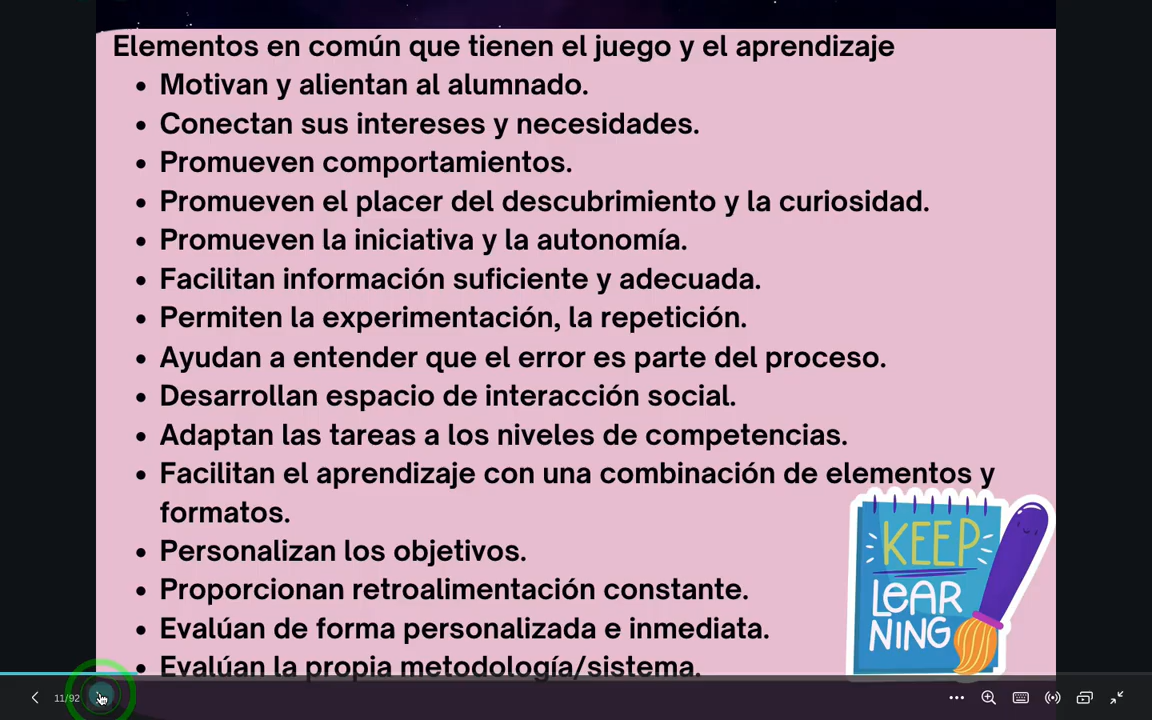 Elementos en común que tienen el juego y el aprendizaje
• Motivan y alientan al alumnado.
• Conectan sus intereses y necesidades.
• Promueven comportamientos.
• Promueven el placer del descubrimiento y la curiosidad.
• Promueven la iniciativa y la autonomía.
• Facilitan información suficiente y adecuada.
• Permiten la experimentación, la repetición.
• Ayudan a entender que el error es parte del proceso.
• Desarrollan espacio de interacción social.
• Adaptan las tareas a los niveles de competencias.
• Facilitan el aprendizaje con una combinación de elementos y
formatos.
• Personalizan los objetivos.
• Proporcionan retroalimentación constante.
• Evalúan de forma personalizada e inmediata.
• Evalúan la propia metodología/sistema.
KEEP
LEAR
NING
11/92